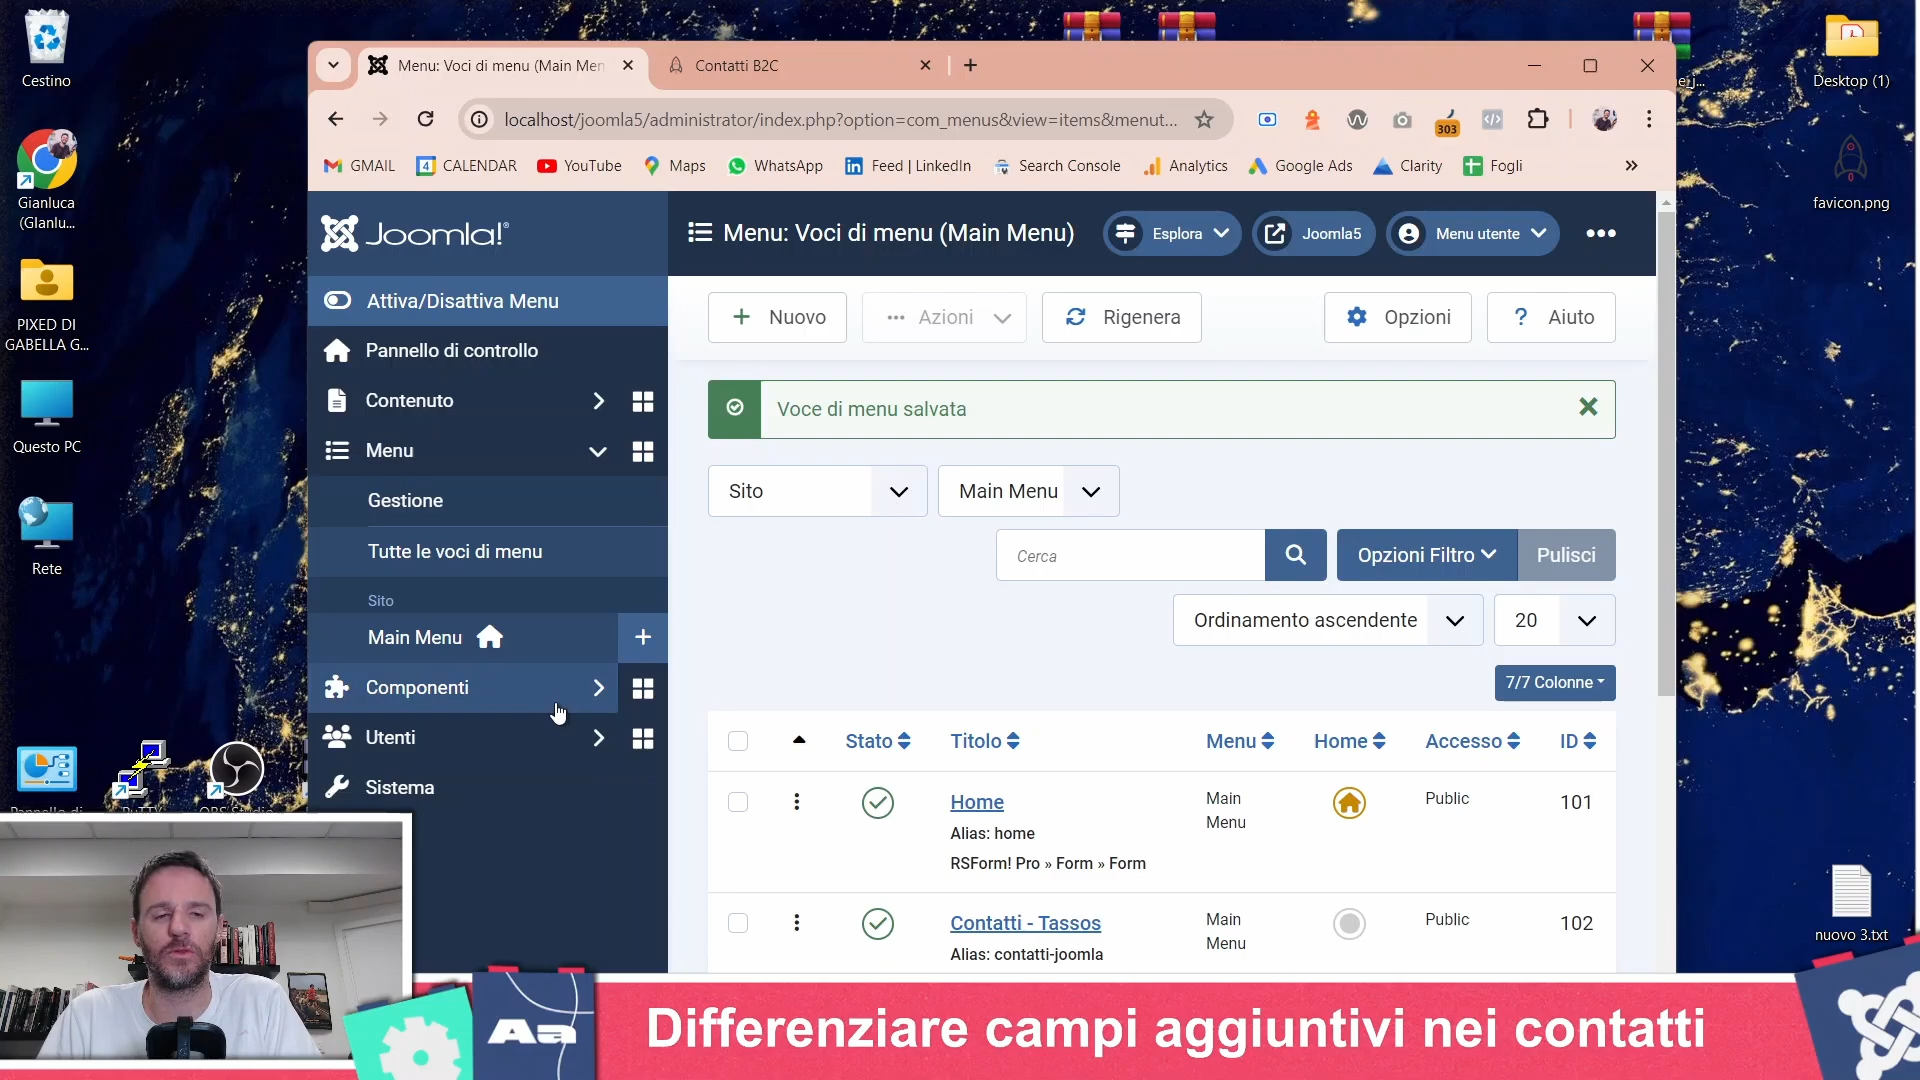 Cestino
Gianluca
(Gianlu...
PIXED DI
GABELLA G...
Questo PC
Rete
Desktop (1)
favicon.png
nuovo 3.txt
Menu: Voci di menu (Main Men
Contatti B2C
localhost/joomla5/administrator/index.php?option=com_menus&view=items&menut...
303
GMAIL
CALENDAR
YouTube
Maps
WhatsApp
Feed | LinkedIn
Search Console
Analytics
Google Ads
Clarity
Fogli
Joomla!
Menu: Voci di menu (Main Menu)
Esplora
Joomla5
Menu utente
Attiva/Disattiva Menu
Pannello di controllo
Contenuto
Menu
Gestione
Tutte le voci di menu
Sito
Main Menu
Componenti
Utenti
Sistema
Nuovo
Azioni
Rigenera
Opzioni
Aiuto
Voce di menu salvata
Sito
Main Menu
Cerca
Opzioni Filtro
Pulisci
Ordinamento ascendente
20
7/7 Colonne
Stato
Titolo
Menu
Home
Accesso
ID
Home
Alias: home
RSForm! Pro » Form » Form
Main
Menu
Public
101
Contatti - Tassos
Alias: contatti-joomla
Main
Menu
Public
102
Aa
Differenziare campi aggiuntivi nei contatti